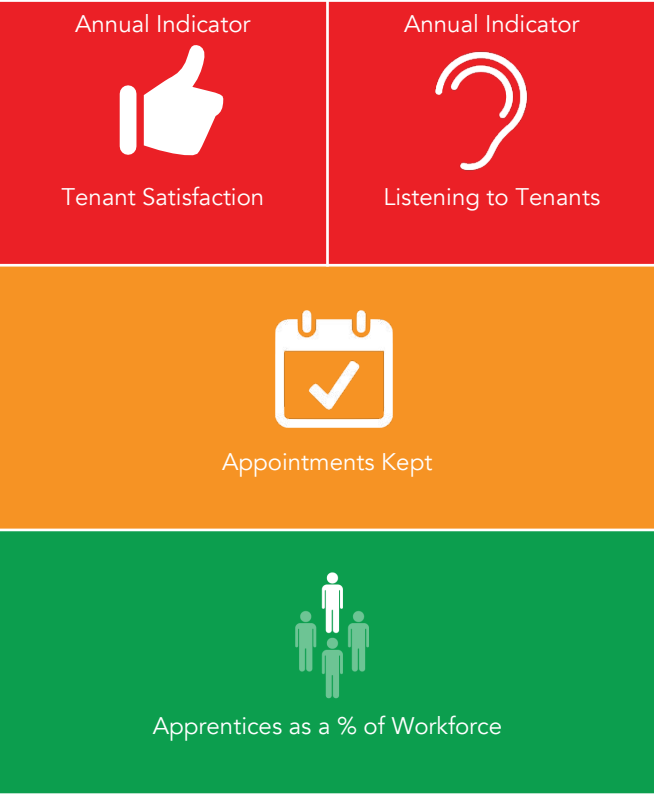 Annual Indicator
Tenant Satisfaction
Annual Indicator
Listening to Tenants
Appointments Kept
Apprentices as a % of Workforce